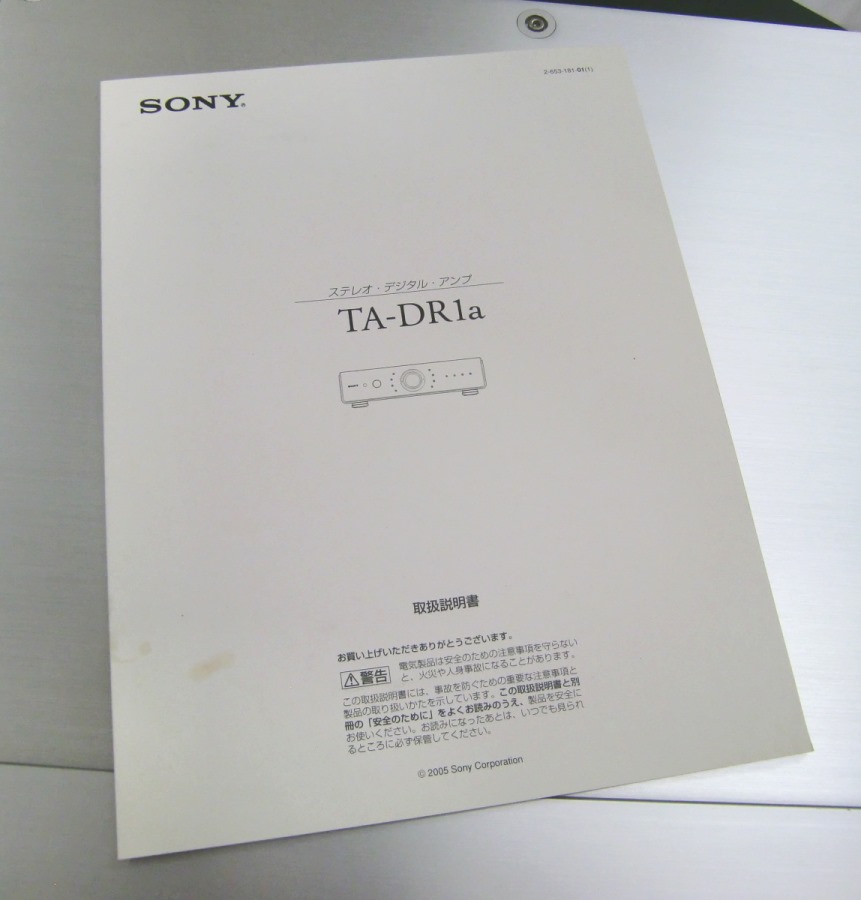 SONY®
2-653-181-01(1)
ステレオ・デジタル・アンプ
TA-DR1a
取扱説明書
お買い上げいただきありがとうございます。
警告
電気製品は安全のための注意事項を守らない
と、火災や人身事故になることがあります。
この取扱説明書には、事故を防ぐための重要な注意事項と
製品の取り扱いかたを示しています。この取扱説明書と別
冊の「安全のために」をよくお読みのうえ、製品を安全に
お使いください。お読みになったあとは、いつでも見られ
るところに必ず保管してください。
© 2005 Sony Corporation